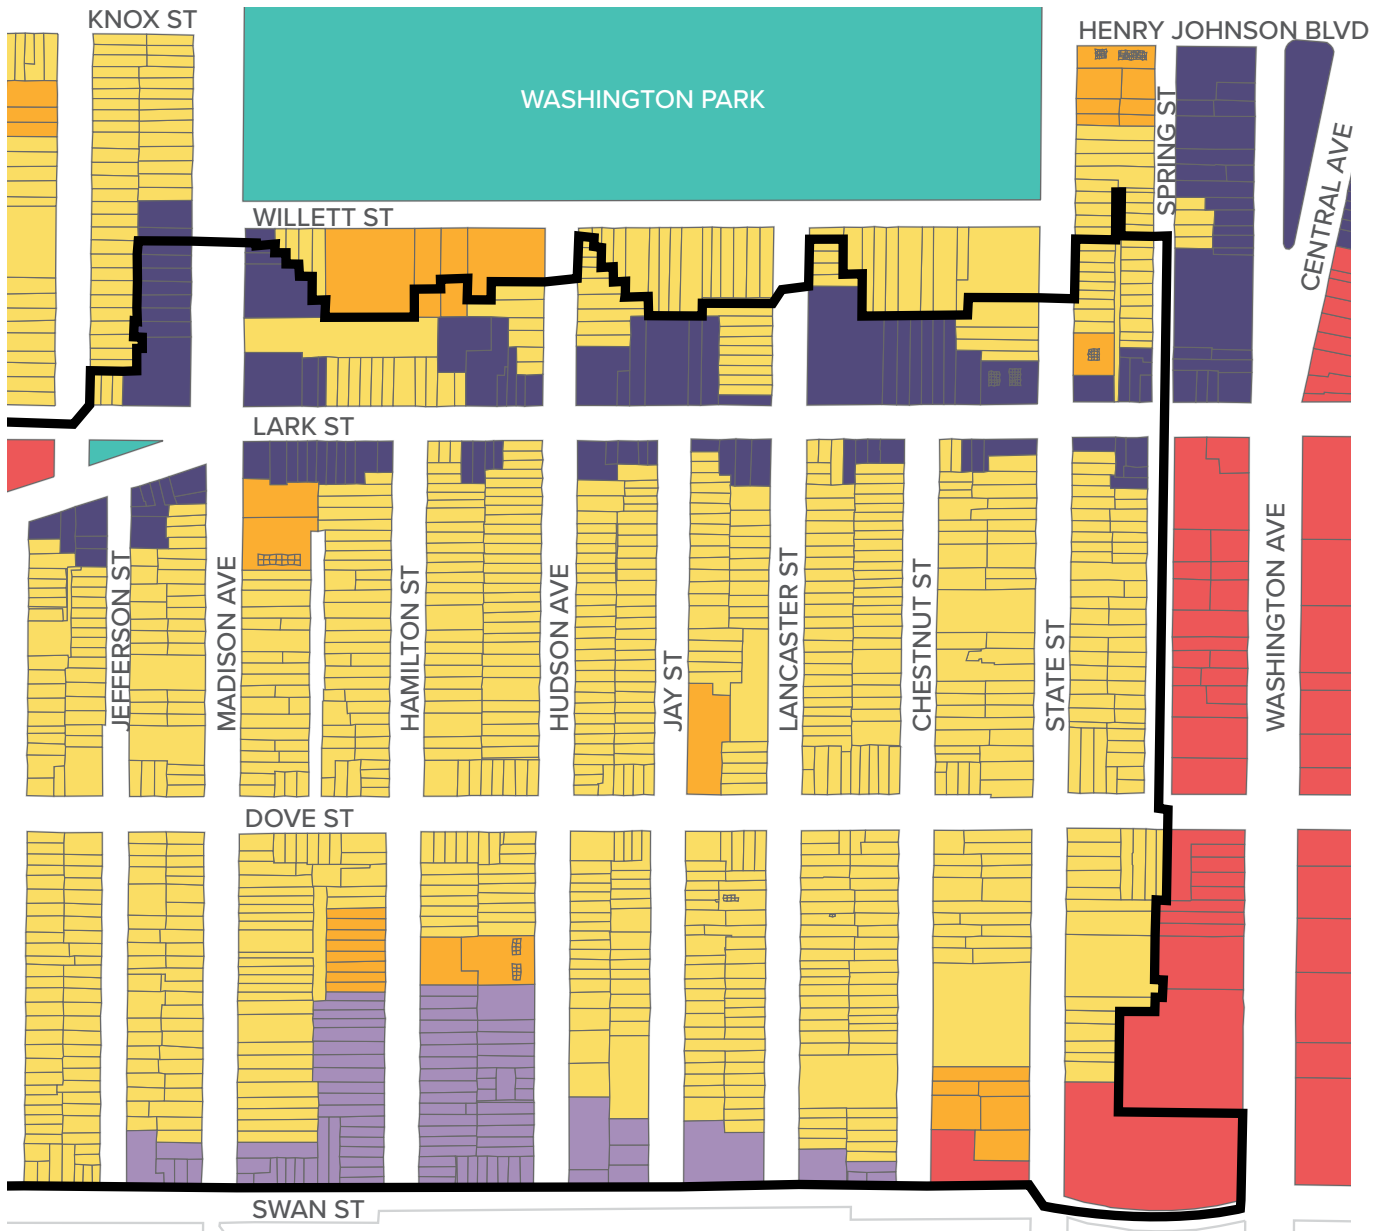 KNOX ST
HENRY JOHNSON BLVD
WASHINGTON PARK
SPRING ST
CENTRAL AVE
WILLETT ST
LARK ST
JEFFERSON ST
MADISON AVE
HAMILTON ST
HUDSON AVE
JAY ST
LANCASTER ST
CHESTNUT ST
STATE ST
WASHINGTON AVE
DOVE ST
SWAN ST